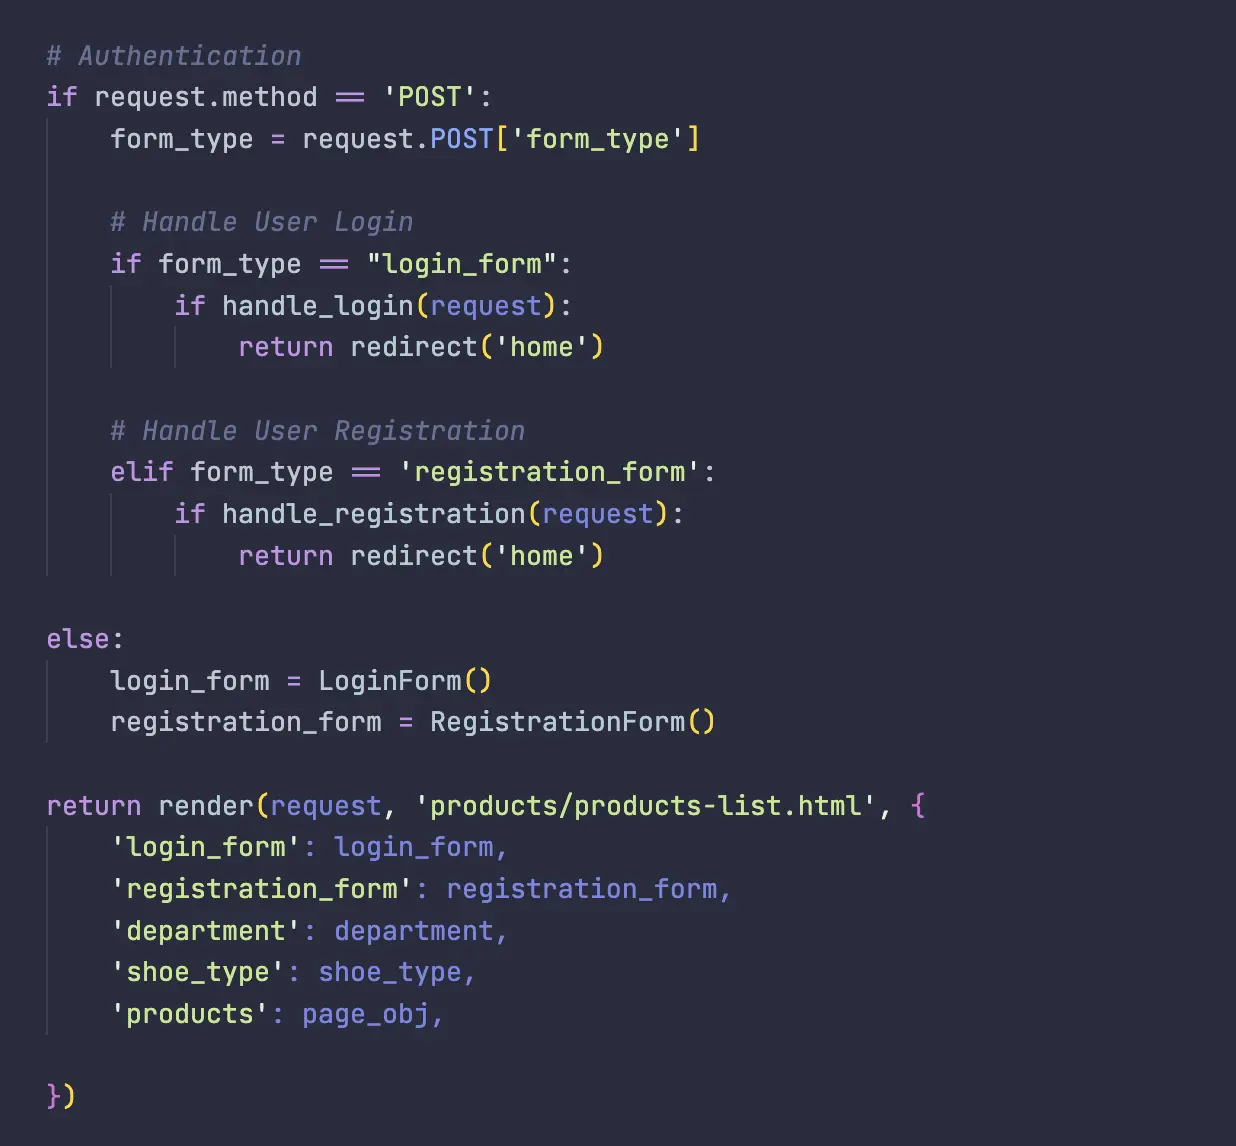 # Authentication
if request.method == 'POST':
    form_type = request.POST['form_type']

    # Handle User Login
    if form_type == "login_form":
        if handle_login(request):
            return redirect('home')

    # Handle User Registration
    elif form_type == 'registration_form':
        if handle_registration(request):
            return redirect('home')

else:
    login_form = LoginForm()
    registration_form = RegistrationForm()

return render(request, 'products/products-list.html', {
    'login_form': login_form,
    'registration_form': registration_form,
    'department': department,
    'shoe_type': shoe_type,
    'products': page_obj,

})